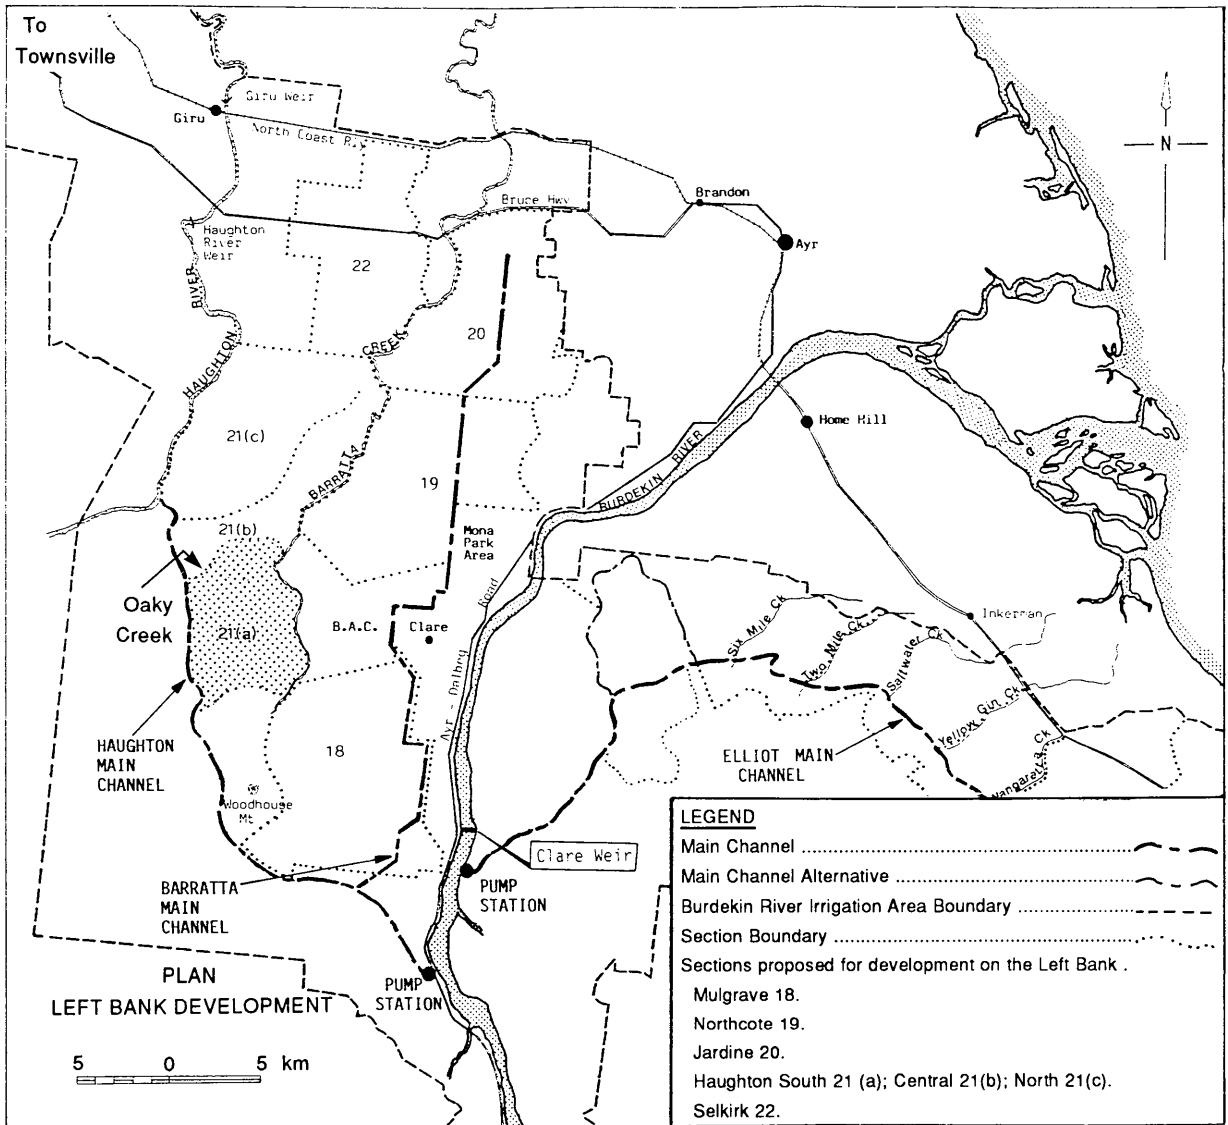 To
Townsville
Giru Weir
Giru
North Coast Rly
Brandon
Bruce Hwy
Ayr
N
Haughton
River
Weir
22
RIVER
HAUGHTON
20
CREEK
BARRATTA
21(c)
19
Home Hill
BURDEKIN RIVER
Mona
Park
Area
21(b)
Oaky
Creek
21(a)
B.A.C.
Clare
Ayr - Dalbeg Road
Six Mile Ck
Two Mile Ck
Saltwater Ck
Inkerman
Yellow Gin Ck
Wangaratta Ck
HAUGHTON
MAIN
CHANNEL
18
ELLIOT MAIN
CHANNEL
Woodhouse
Mt
Clare Weir
BARRATTA
MAIN
CHANNEL
PUMP
STATION
PUMP
STATION
PLAN
LEFT BANK DEVELOPMENT
5 0 5 km
LEGEND
Main Channel
Main Channel Alternative
Burdekin River Irrigation Area Boundary
Section Boundary
Sections proposed for development on the Left Bank .
Mulgrave 18.
Northcote 19.
Jardine 20.
Haughton South 21 (a); Central 21(b); North 21(c).
Selkirk 22.